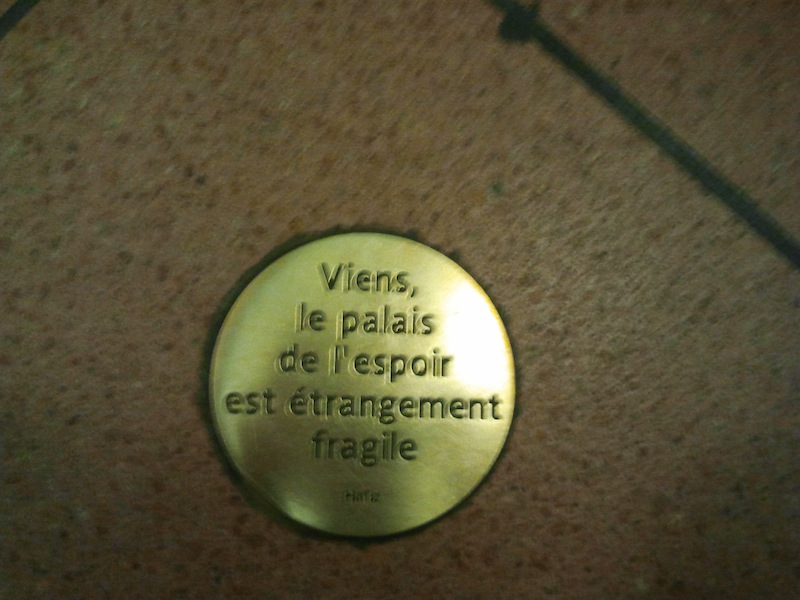 Viens,
le palais
de l'espoir
est étrangement
fragile
Hafiz